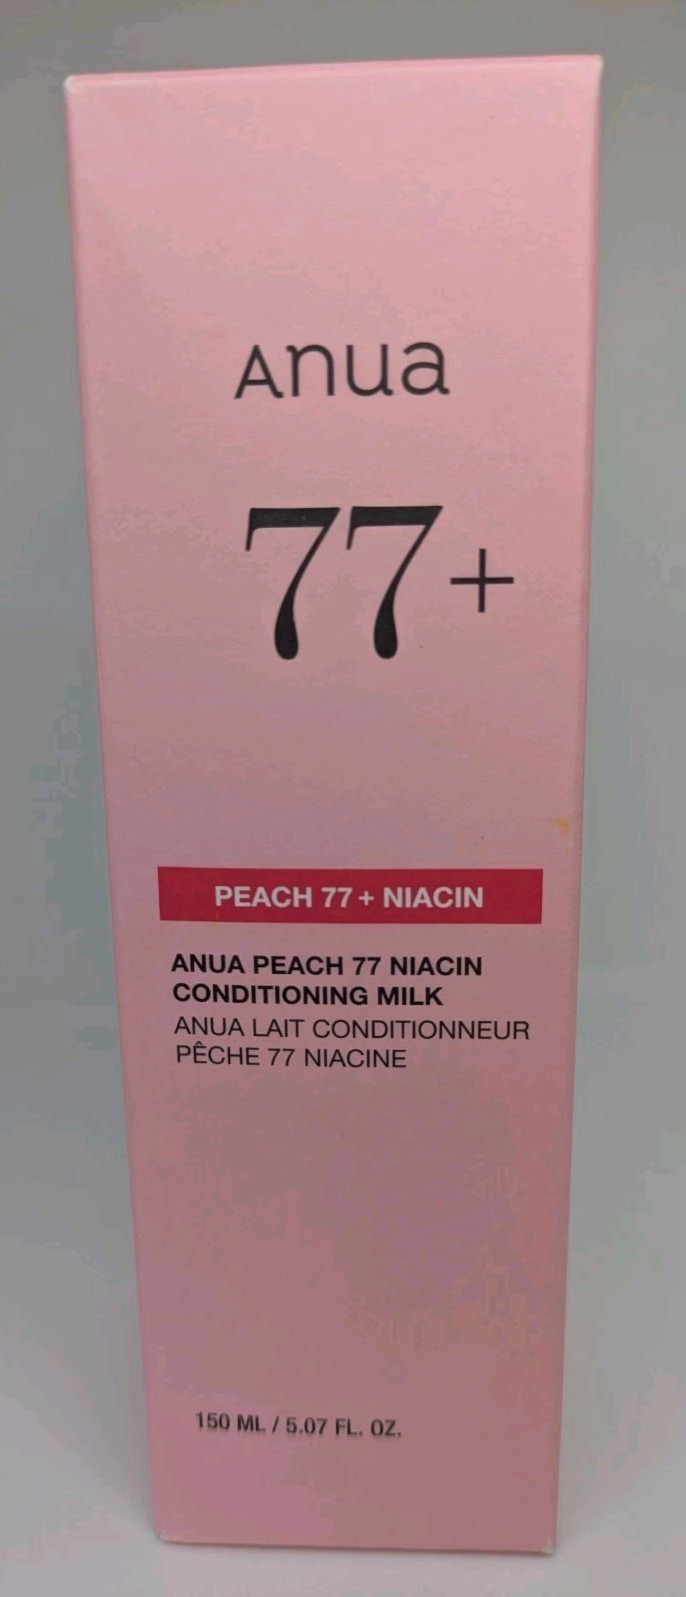 Anua
77+
PEACH 77 + NIACIN
ANUA PEACH 77 NIACIN
CONDITIONING MILK
ANUA LAIT CONDITIONNEUR
PÊCHE 77 NIACINE
150 ML / 5.07 FL. OZ.